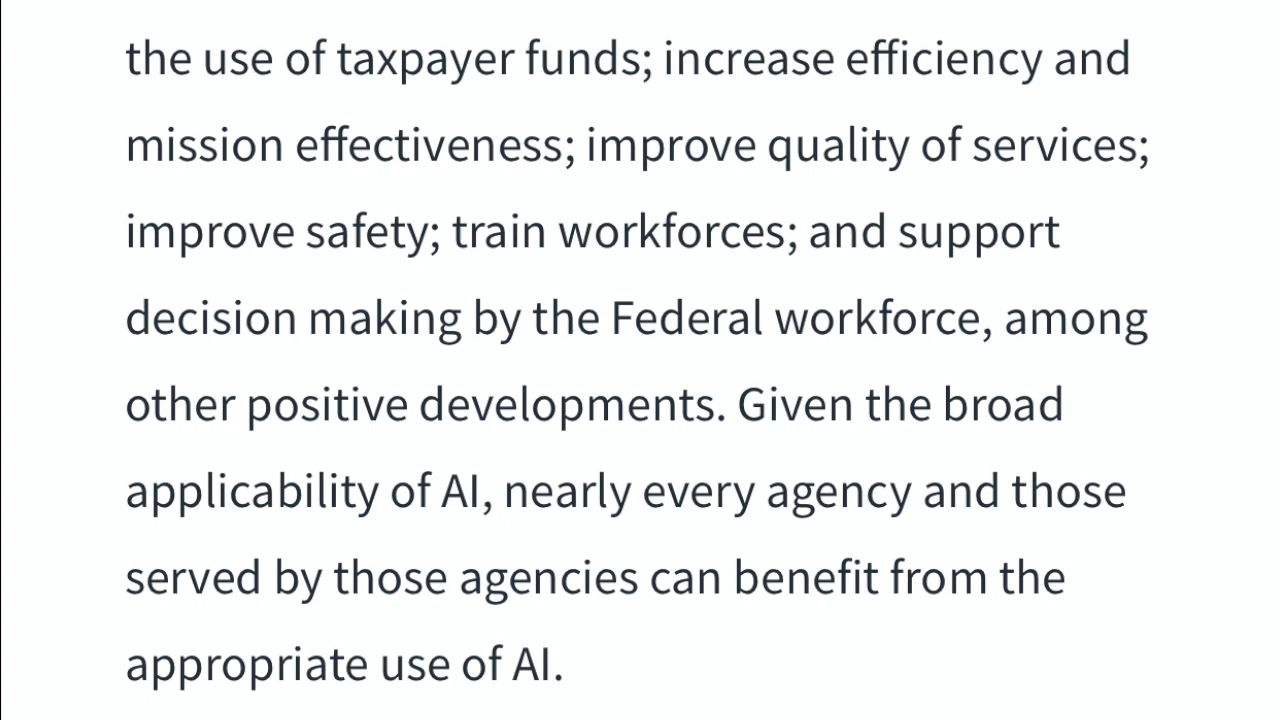 the use of taxpayer funds; increase efficiency and
mission effectiveness; improve quality of services;
improve safety; train workforces; and support
decision making by the Federal workforce, among
other positive developments. Given the broad
applicability of AI, nearly every agency and those
served by those agencies can benefit from the
appropriate use of AI.